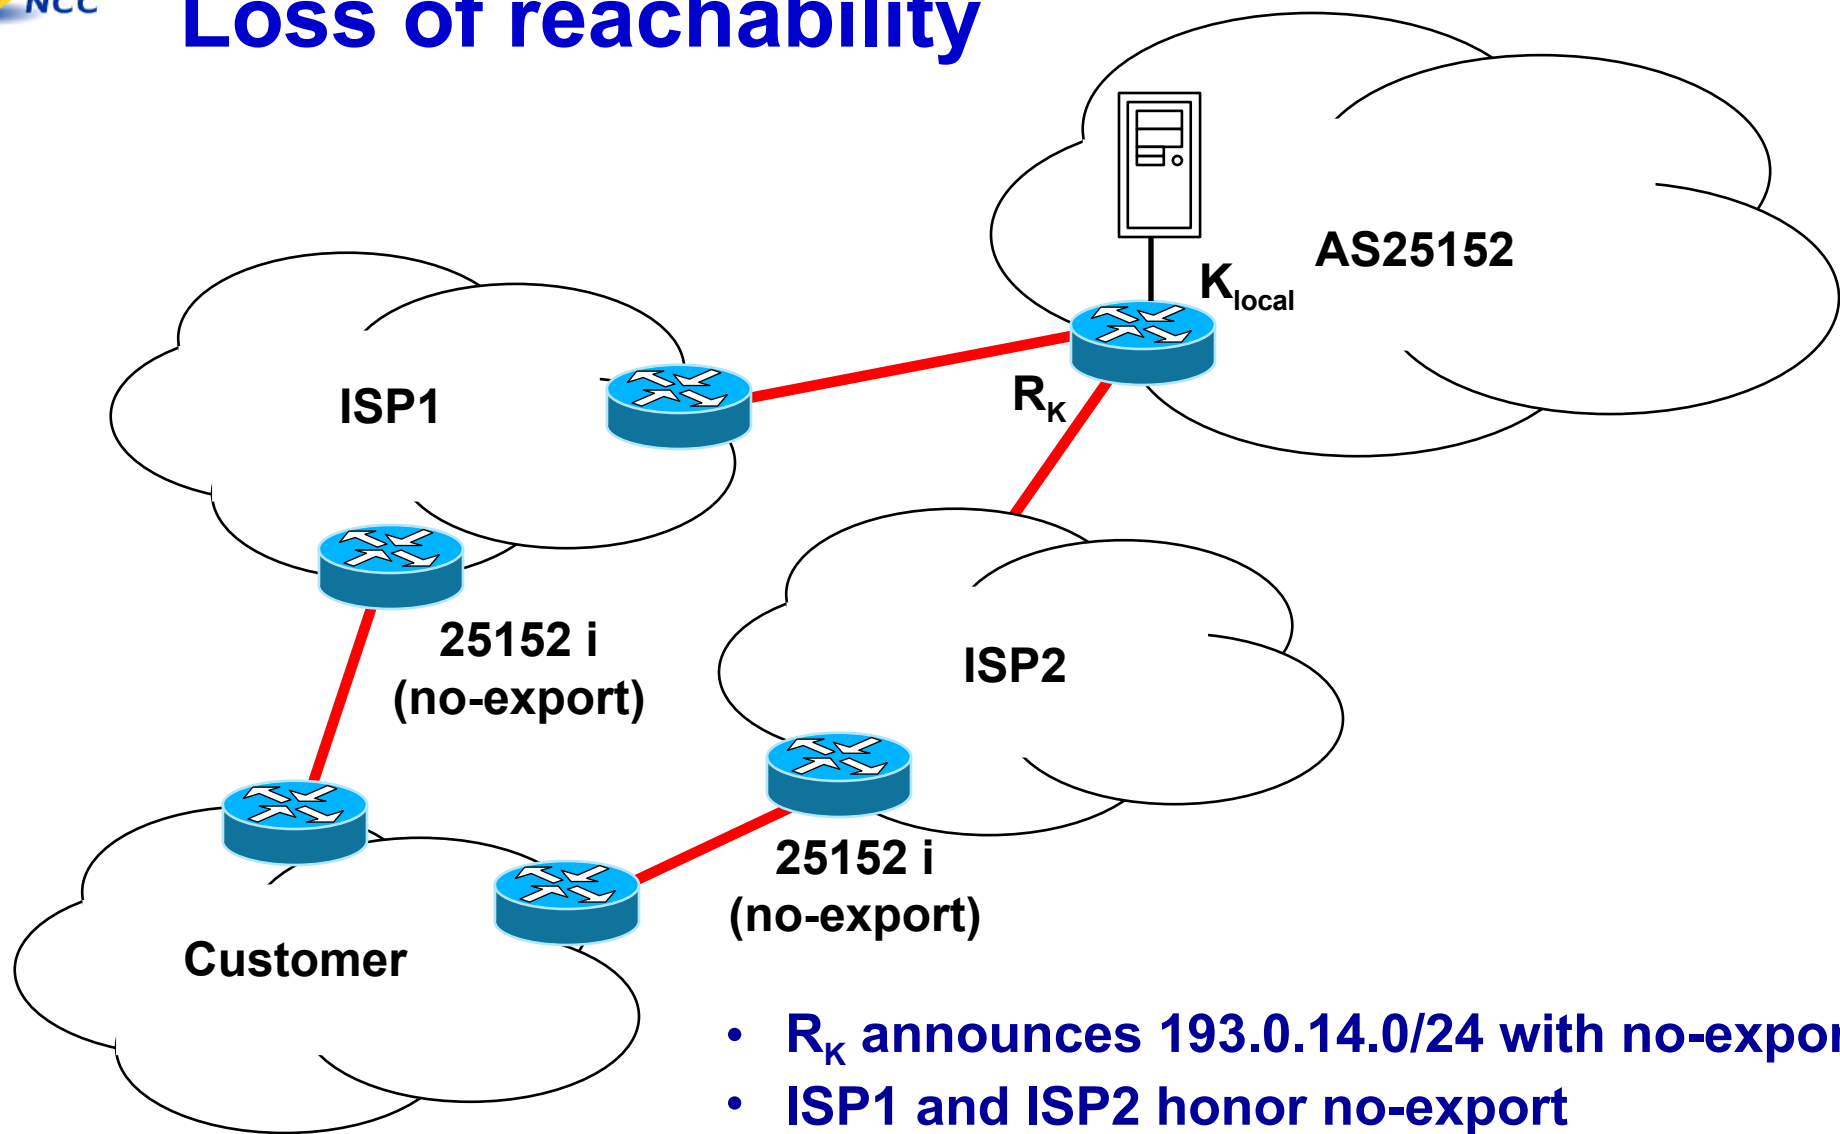 NCC
Loss of reachability
AS25152
Klocal
ISP1
RK
25152 i
(no-export)
ISP2
25152 i
(no-export)
Customer
• RK announces 193.0.14.0/24 with no-expor
• ISP1 and ISP2 honor no-export